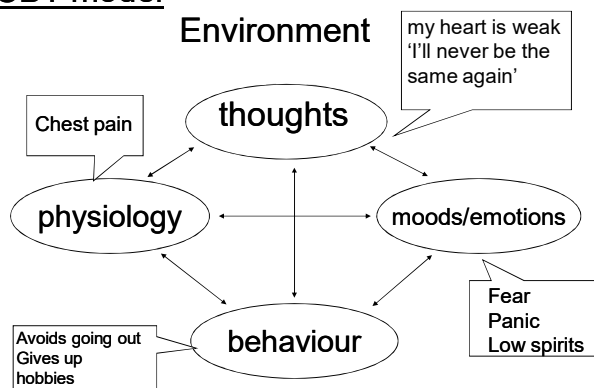 CBT model
Environment
my heart is weak
‘I’ll never be the
same again’
thoughts
Chest pain
physiology
moods/emotions
Fear
Panic
Low spirits
behaviour
Avoids going out
Gives up
hobbies